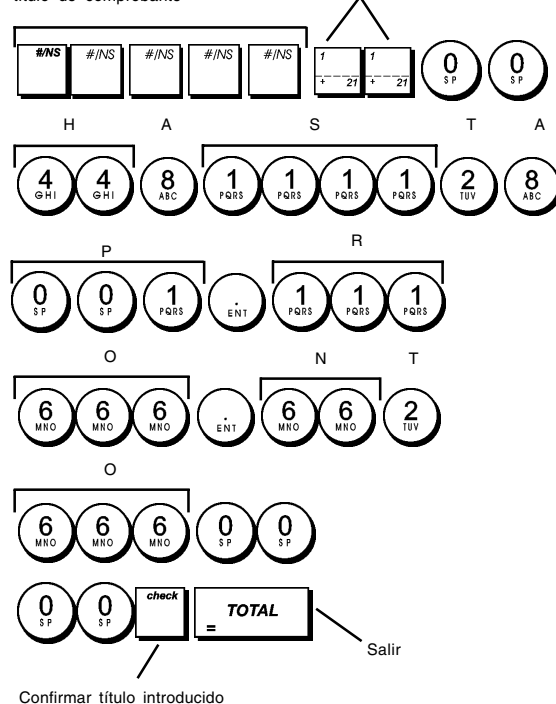 título de comprobante
#/NS #/NS #/NS #/NS #/NS 1 + 21 1 + 21 0 SP 0 SP
H A S T A
4 GHI 4 GHI 8 ABC 1 PQRS 1 PQRS 1 PQRS 1 PQRS 2 TUV 8 ABC
P R
0 SP 0 SP 1 PQRS . ENT 1 PQRS 1 PQRS 1 PQRS
O N T
6 MNO 6 MNO 6 MNO . ENT 6 MNO 6 MNO 2 TUV
O
6 MNO 6 MNO 6 MNO 0 SP 0 SP
0 SP 0 SP check TOTAL =
Salir
Confirmar título introducido